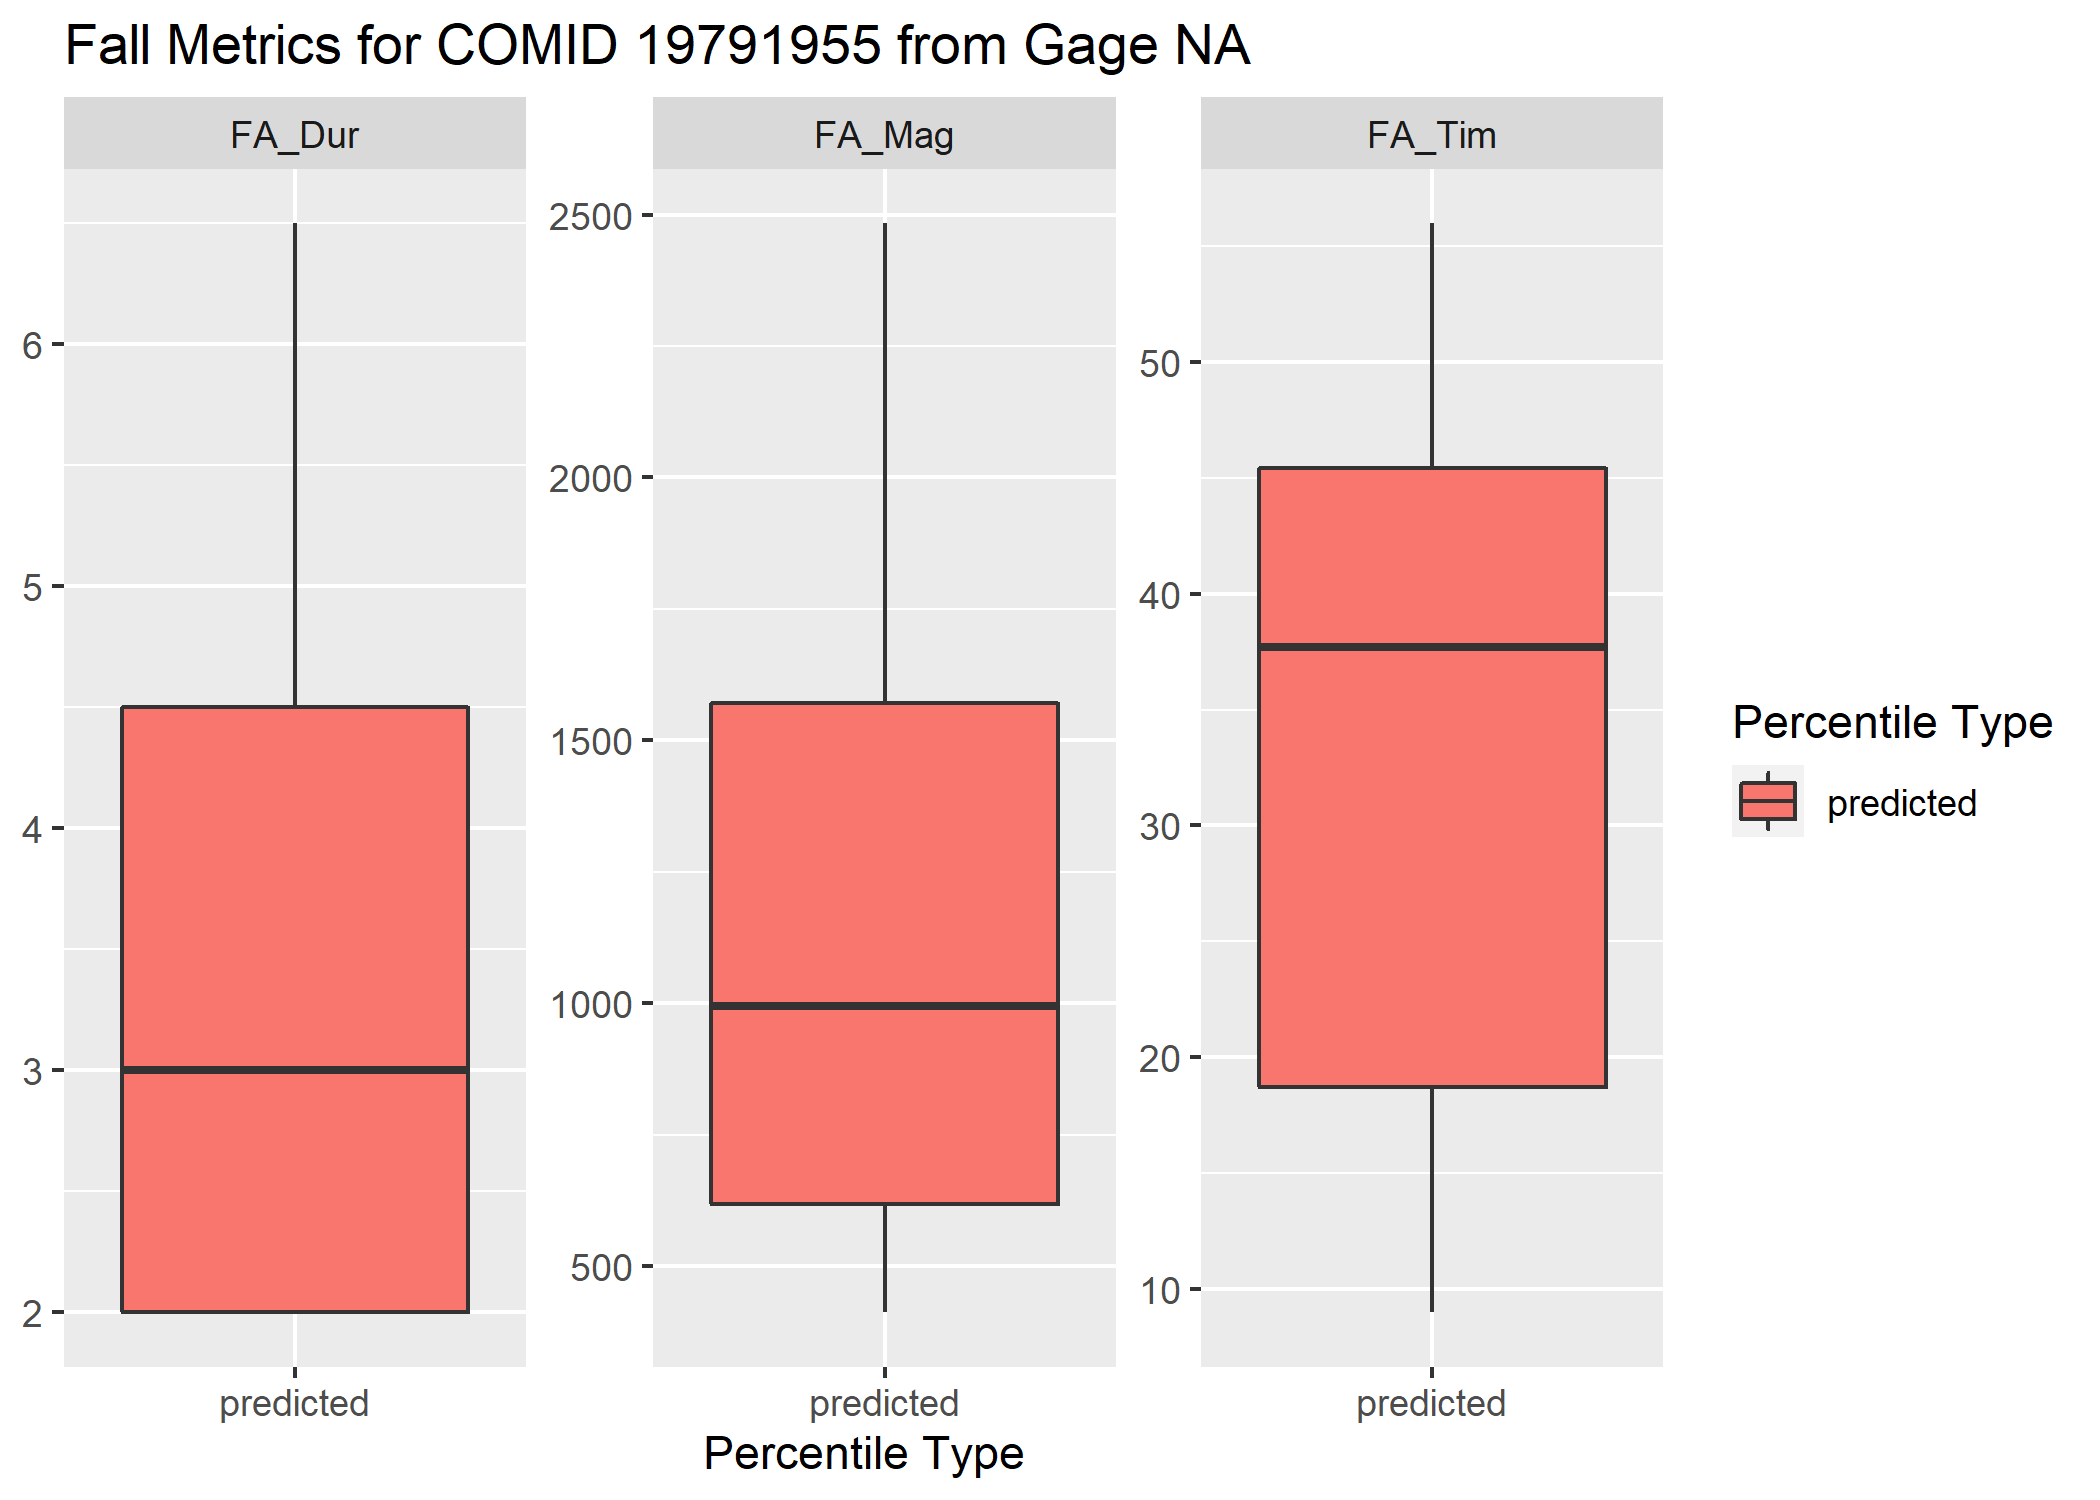 Fall Metrics for COMID 19791955 from Gage NA
FA_Dur
FA_Mag
FA_Tim
6
5
4
3
2
2500
2000
1500
1000
500
50
40
30
20
10
predicted
predicted
predicted
Percentile Type
Percentile Type
predicted